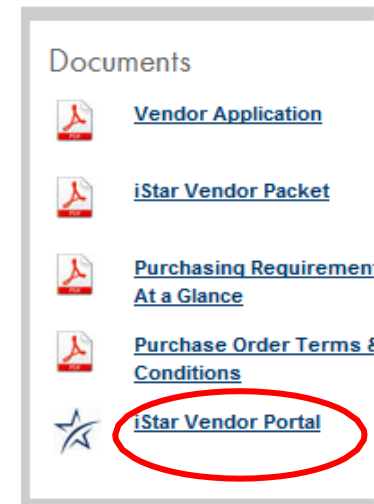 Documents
Vendor Application
iStar Vendor Packet
Purchasing Requirement
At a Glance
Purchase Order Terms &
Conditions
iStar Vendor Portal